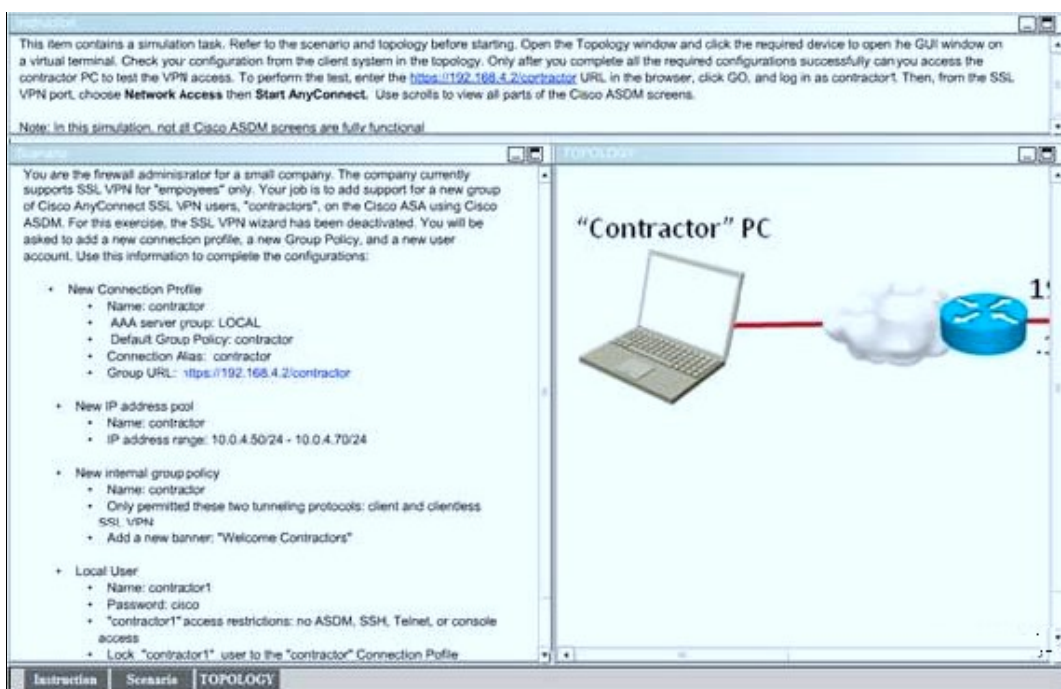 Instruction
This item contains a simulation task. Refer to the scenario and topology before starting. Open the Topology window and click the required device to open he GUI window on
a virtual terminal. Check your configuration from the client system in the topology. Only after you complete all the required configurations successfully can you access the
contractor PC to test the VPN access. To perform the test, enter the https://192.168.4.2/contractor URL in the browser, click GO, and log in as contractor1. Then, from the SSL
VPN port, choose Network Access then Start AnyConnect. Use scrolls to view all parts of the Cisco ASDM screens.
Note: In this simulation, not all Cisco ASDM screens are fully functional
Scenario
You are the firewall administrator for a small company. The company currently
supports SSL VPN for "employees" only. Your job is to add support for a new group
of Cisco AnyConnect SSL VPN users, "contractors", on the Cisco ASA using Cisco
ASDM. For this exercise, the SSL VPN wizard has been deactivated. You will be
asked to add a new connection profile, a new Group Policy, and a new user
account. Use this information to complete the configurations:
• New Connection Profile
• Name: contractor
• AAA server group: LOCAL
• Default Group Policy: contractor
• Connection Alias: contractor
• Group URL: https://192.168.4.2/contractor
• New IP address pool
• Name: contractor
• IP address range: 10.0.4.50/24 - 10.0.4.70/24
• New internal group policy
• Name: contractor
• Only permitted these two tunneling protocols: client and clientless
SSL VPN
• Add a new banner: "Welcome Contractors"
• Local User
• Name: contractor1
• Password: cisco
• "contractor1" access restrictions: no ASDM, SSH, Telnet, or console
access
• Lock "contractor1" user to the "contractor" Connection Pofile
TOPOLOGY
"Contractor" PC
Instruction
Scenario
TOPOLOGY